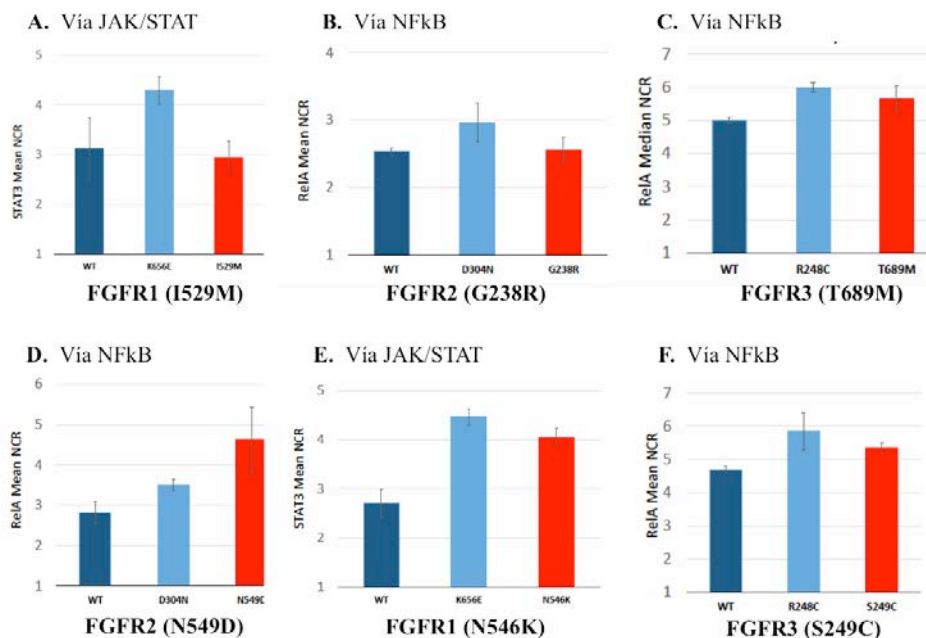 A. Vía JAK/STAT
5
4
3
2
1
STAT3 Mean NCR
WT K656E I529M
FGFR1 (I529M)
B. Vía NFkB
4
3
2
1
RelA Mean NCR
WT D304N G238R
FGFR2 (G238R)
C. Vía NFkB
7
6
5
4
3
2
1
RelA Median NCR
WT R248C T689M
FGFR3 (T689M)
D. Vía NFkB
6
5
4
3
2
1
RelA Mean NCR
WT D304N N549D
FGFR2 (N549D)
E. Vía JAK/STAT
5
4
3
2
1
STAT3 Mean NCR
WT K656E N546K
FGFR1 (N546K)
F. Vía NFkB
7
6
5
4
3
2
1
RelA Mean NCR
WT R248C S249C
FGFR3 (S249C)